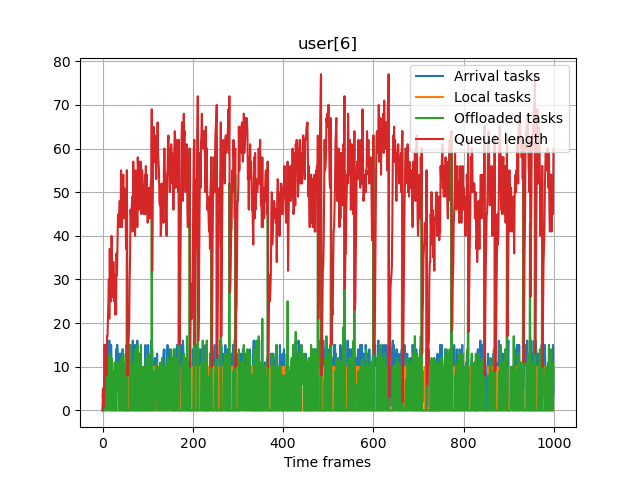 user[6]
80
70
60
50
40
30
20
10
0
Arrival tasks
Local tasks
Offloaded tasks
Queue length
0 200 400 600 800 1000
Time frames